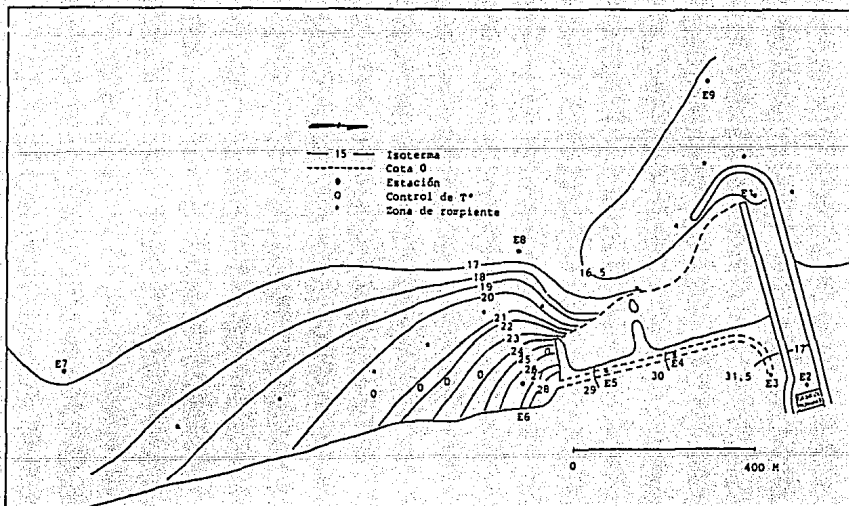 E9
15 Isoterma
Cota 0
Estación
Control de T°
Zona de rorpiente
E1
E8
17
18
19
20
16,5
21
22
23
24
25
26
27
28
E7
E6
29
E5
30
E4
31,5
17
E3
E2
0 400 M